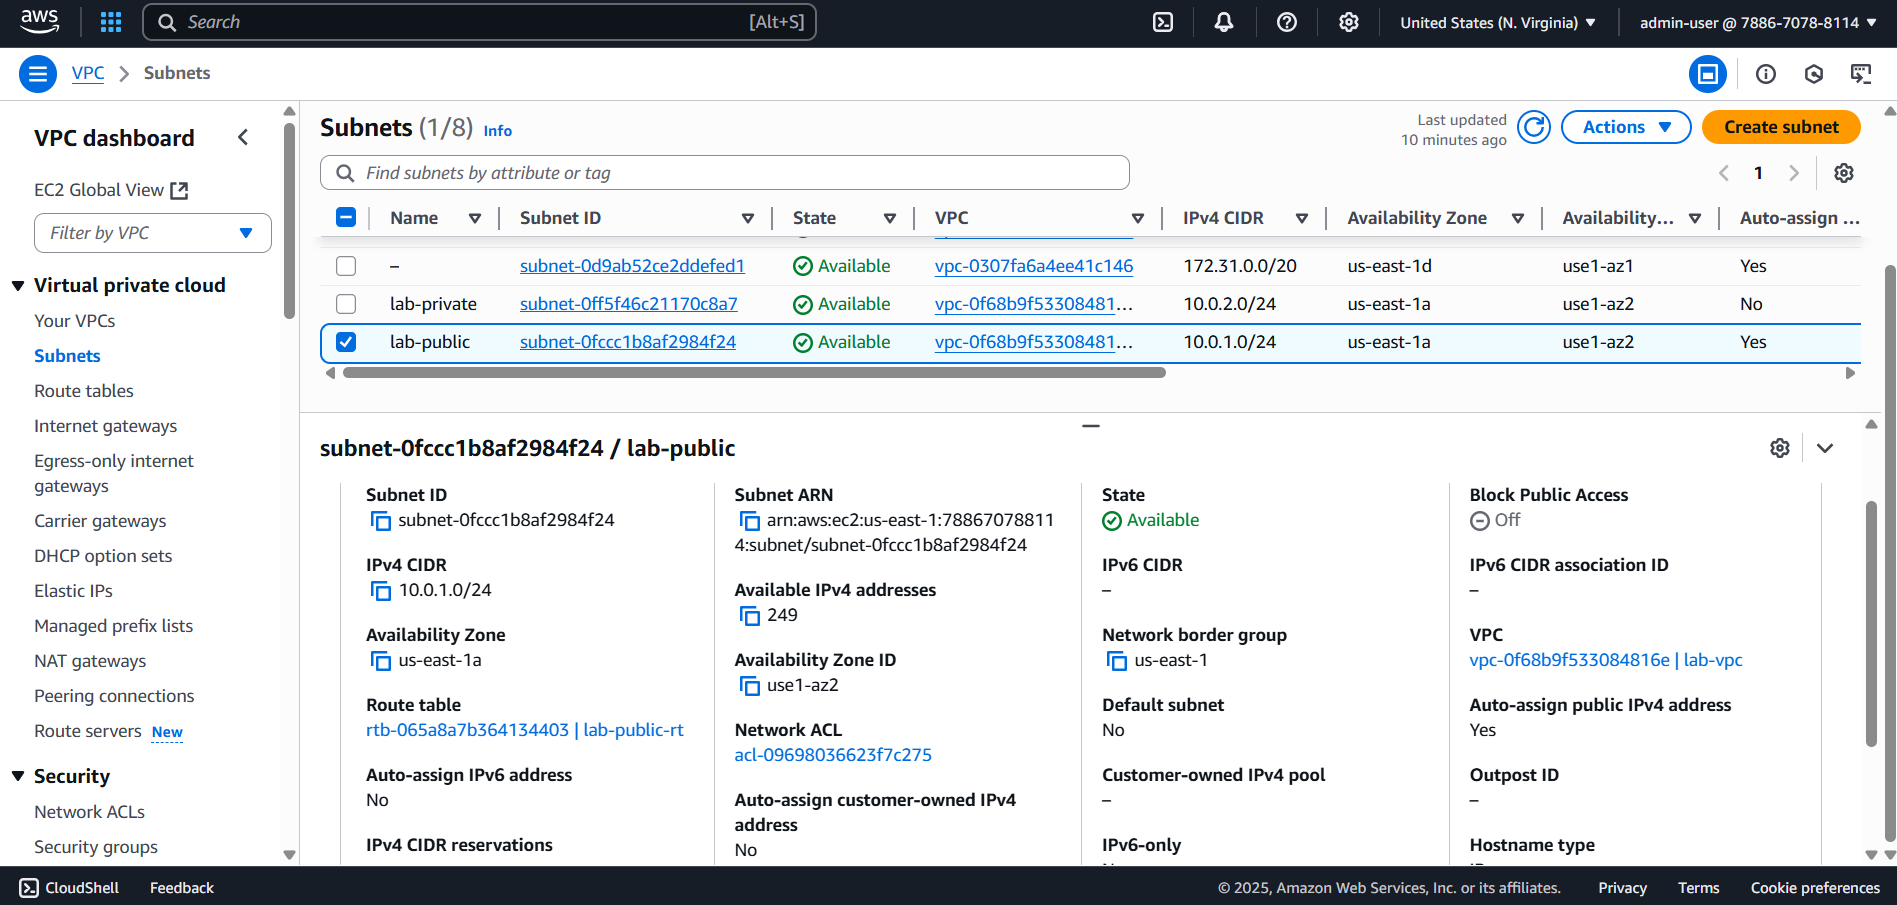 aws
Search [Alt+S] United States (N. Virginia) admin-user @ 7886-7078-8114
VPC Subnets
VPC dashboard
EC2 Global View
Filter by VPC
Virtual private cloud
Your VPCs
Subnets
Route tables
Internet gateways
Egress-only internet
gateways
Carrier gateways
DHCP option sets
Elastic IPs
Managed prefix lists
NAT gateways
Peering connections
Route servers New
Security
Network ACLs
Security groups
Subnets (1/8) Info
Last updated
10 minutes ago
Actions
Create subnet
Find subnets by attribute or tag
1
Name Subnet ID State VPC IPv4 CIDR Availability Zone Availability... Auto-assign ...
– subnet-0d9ab52ce2ddefed1 Available vpc-0307fa6a4ee41c146 172.31.0.0/20 us-east-1d use1-az1 Yes
lab-private subnet-0ff5f46c21170c8a7 Available vpc-0f68b9f53308481... 10.0.2.0/24 us-east-1a use1-az2 No
lab-public subnet-0fccc1b8af2984f24 Available vpc-0f68b9f53308481... 10.0.1.0/24 us-east-1a use1-az2 Yes
subnet-0fccc1b8af2984f24 / lab-public
Subnet ID
subnet-0fccc1b8af2984f24
IPv4 CIDR
10.0.1.0/24
Availability Zone
us-east-1a
Route table
rtb-065a8a7b364134403 | lab-public-rt
Auto-assign IPv6 address
No
IPv4 CIDR reservations
Subnet ARN
arn:aws:ec2:us-east-1:78867078811
4:subnet/subnet-0fccc1b8af2984f24
Available IPv4 addresses
249
Availability Zone ID
use1-az2
Network ACL
acl-09698036623f7c275
Auto-assign customer-owned IPv4
address
No
State
Available
IPv6 CIDR
–
Network border group
us-east-1
Default subnet
No
Customer-owned IPv4 pool
–
IPv6-only
Block Public Access
Off
IPv6 CIDR association ID
–
VPC
vpc-0f68b9f533084816e | lab-vpc
Auto-assign public IPv4 address
Yes
Outpost ID
–
Hostname type
CloudShell Feedback © 2025, Amazon Web Services, Inc. or its affiliates. Privacy Terms Cookie preferences